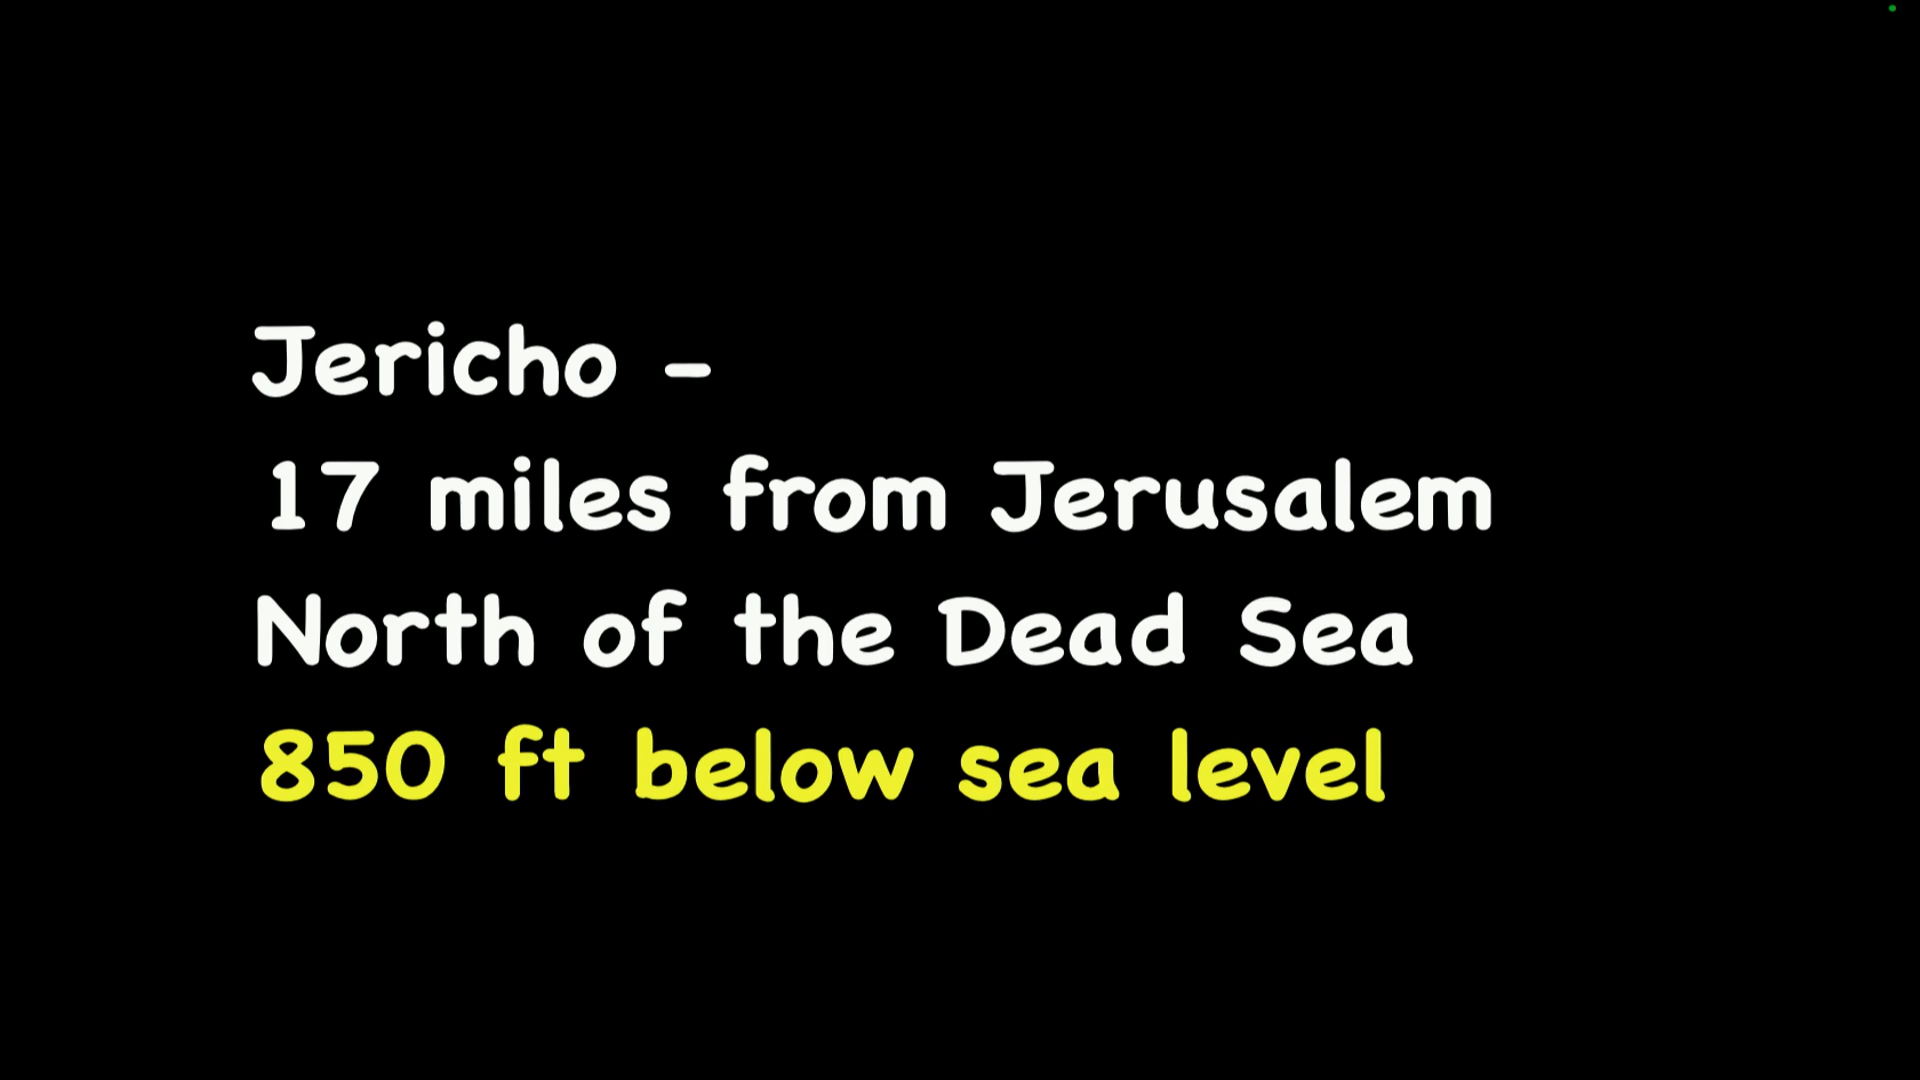 Jericho -
17 miles from Jerusalem
North of the Dead Sea
850 ft below sea level